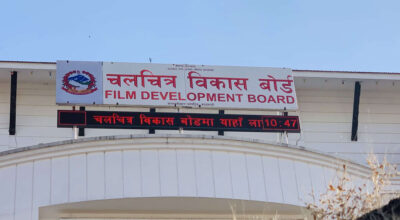 चलचित्र विकास बोर्ड
FILM DEVELOPMENT BOARD
चलचित्र विकास बोर्डमा यहाँ ला 10:47